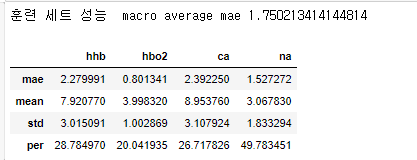 훈련 세트 성능  macro average mae 1.750213414144814
hhb hbo2 ca na
mae 2.279991 0.801341 2.392250 1.527272
mean 7.920770 3.998320 8.953760 3.067830
std 3.015091 1.002869 3.107924 1.833294
per 28.784970 20.041935 26.717826 49.783451